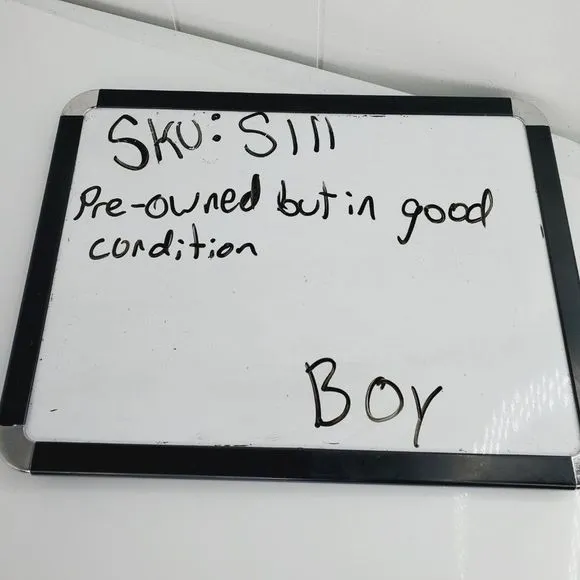 SKU: S111
Pre-owned but in good
condition
Boy